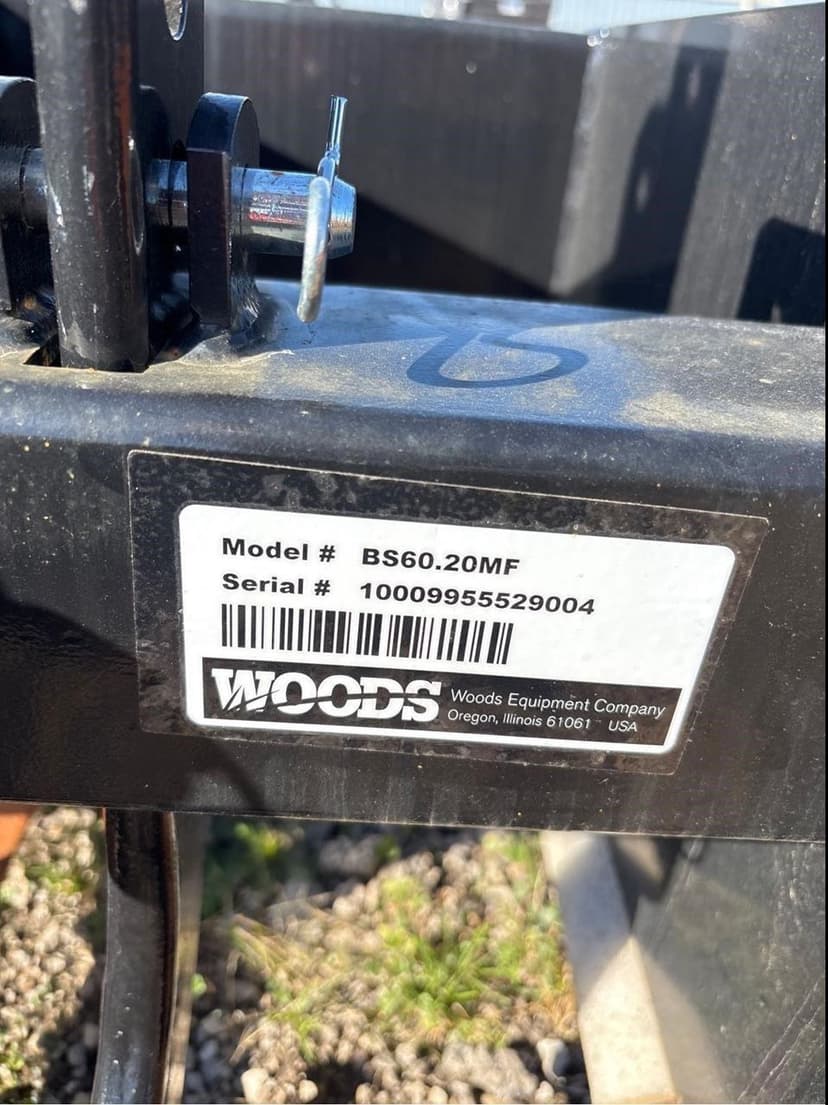 Model # BS60.20MF
Serial # 10009955529004
WOODS
Woods Equipment Company
Oregon, Illinois 61061 USA